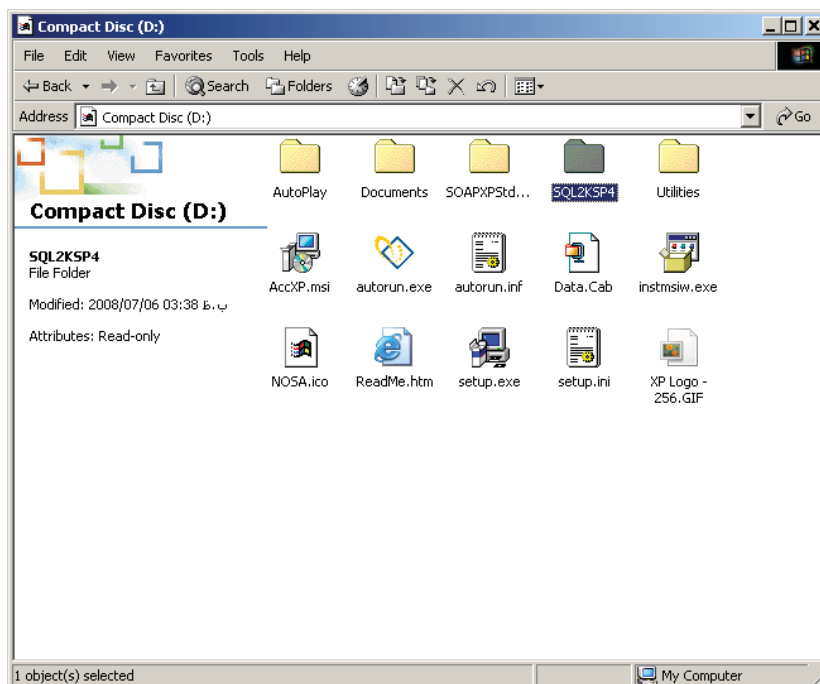 Compact Disc (D:)
File Edit View Favorites Tools Help
Back Search Folders
Address Compact Disc (D:) Go
AutoPlay Documents SOAPXPStd... SQL2KSP4 Utilities
Compact Disc (D:)
SQL2KSP4
File Folder
Modified: 2008/07/06 03:38 ب.ظ
Attributes: Read-only
AccXP.msi autorun.exe autorun.inf Data.Cab instmsiw.exe
NOSA.ico ReadMe.htm setup.exe setup.ini XP Logo -
256.GIF
1 object(s) selected My Computer